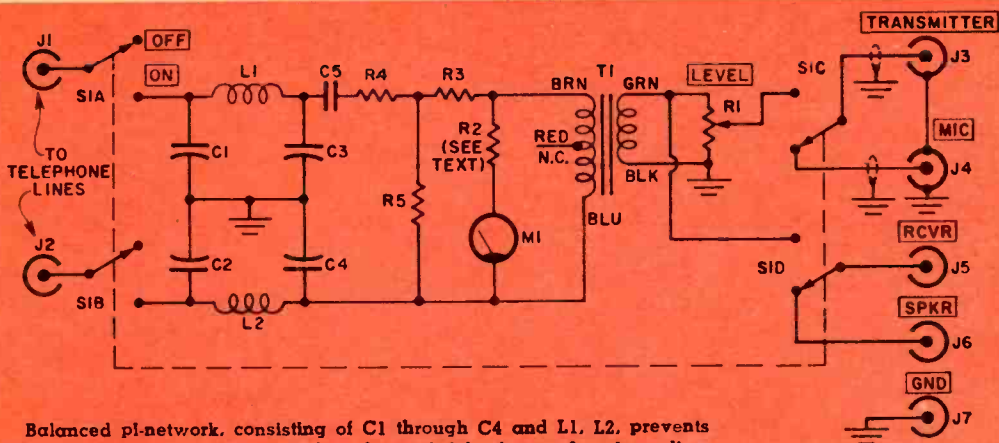 J1
OFF
ON
S1A
L1
C5
R4
R3
BRN
T1
GRN
LEVEL
R1
S1C
TRANSMITTER
J3
MIC
J4
TO
TELEPHONE
LINES
C1
C3
R2
(SEE
TEXT)
RED
N.C.
BLK
R5
BLU
M1
J2
S1B
C2
C4
L2
S1D
RCVR
J5
SPKR
J6
GND
J7
Balanced pi-network, consisting of C1 through C4 and L1, L2, prevents